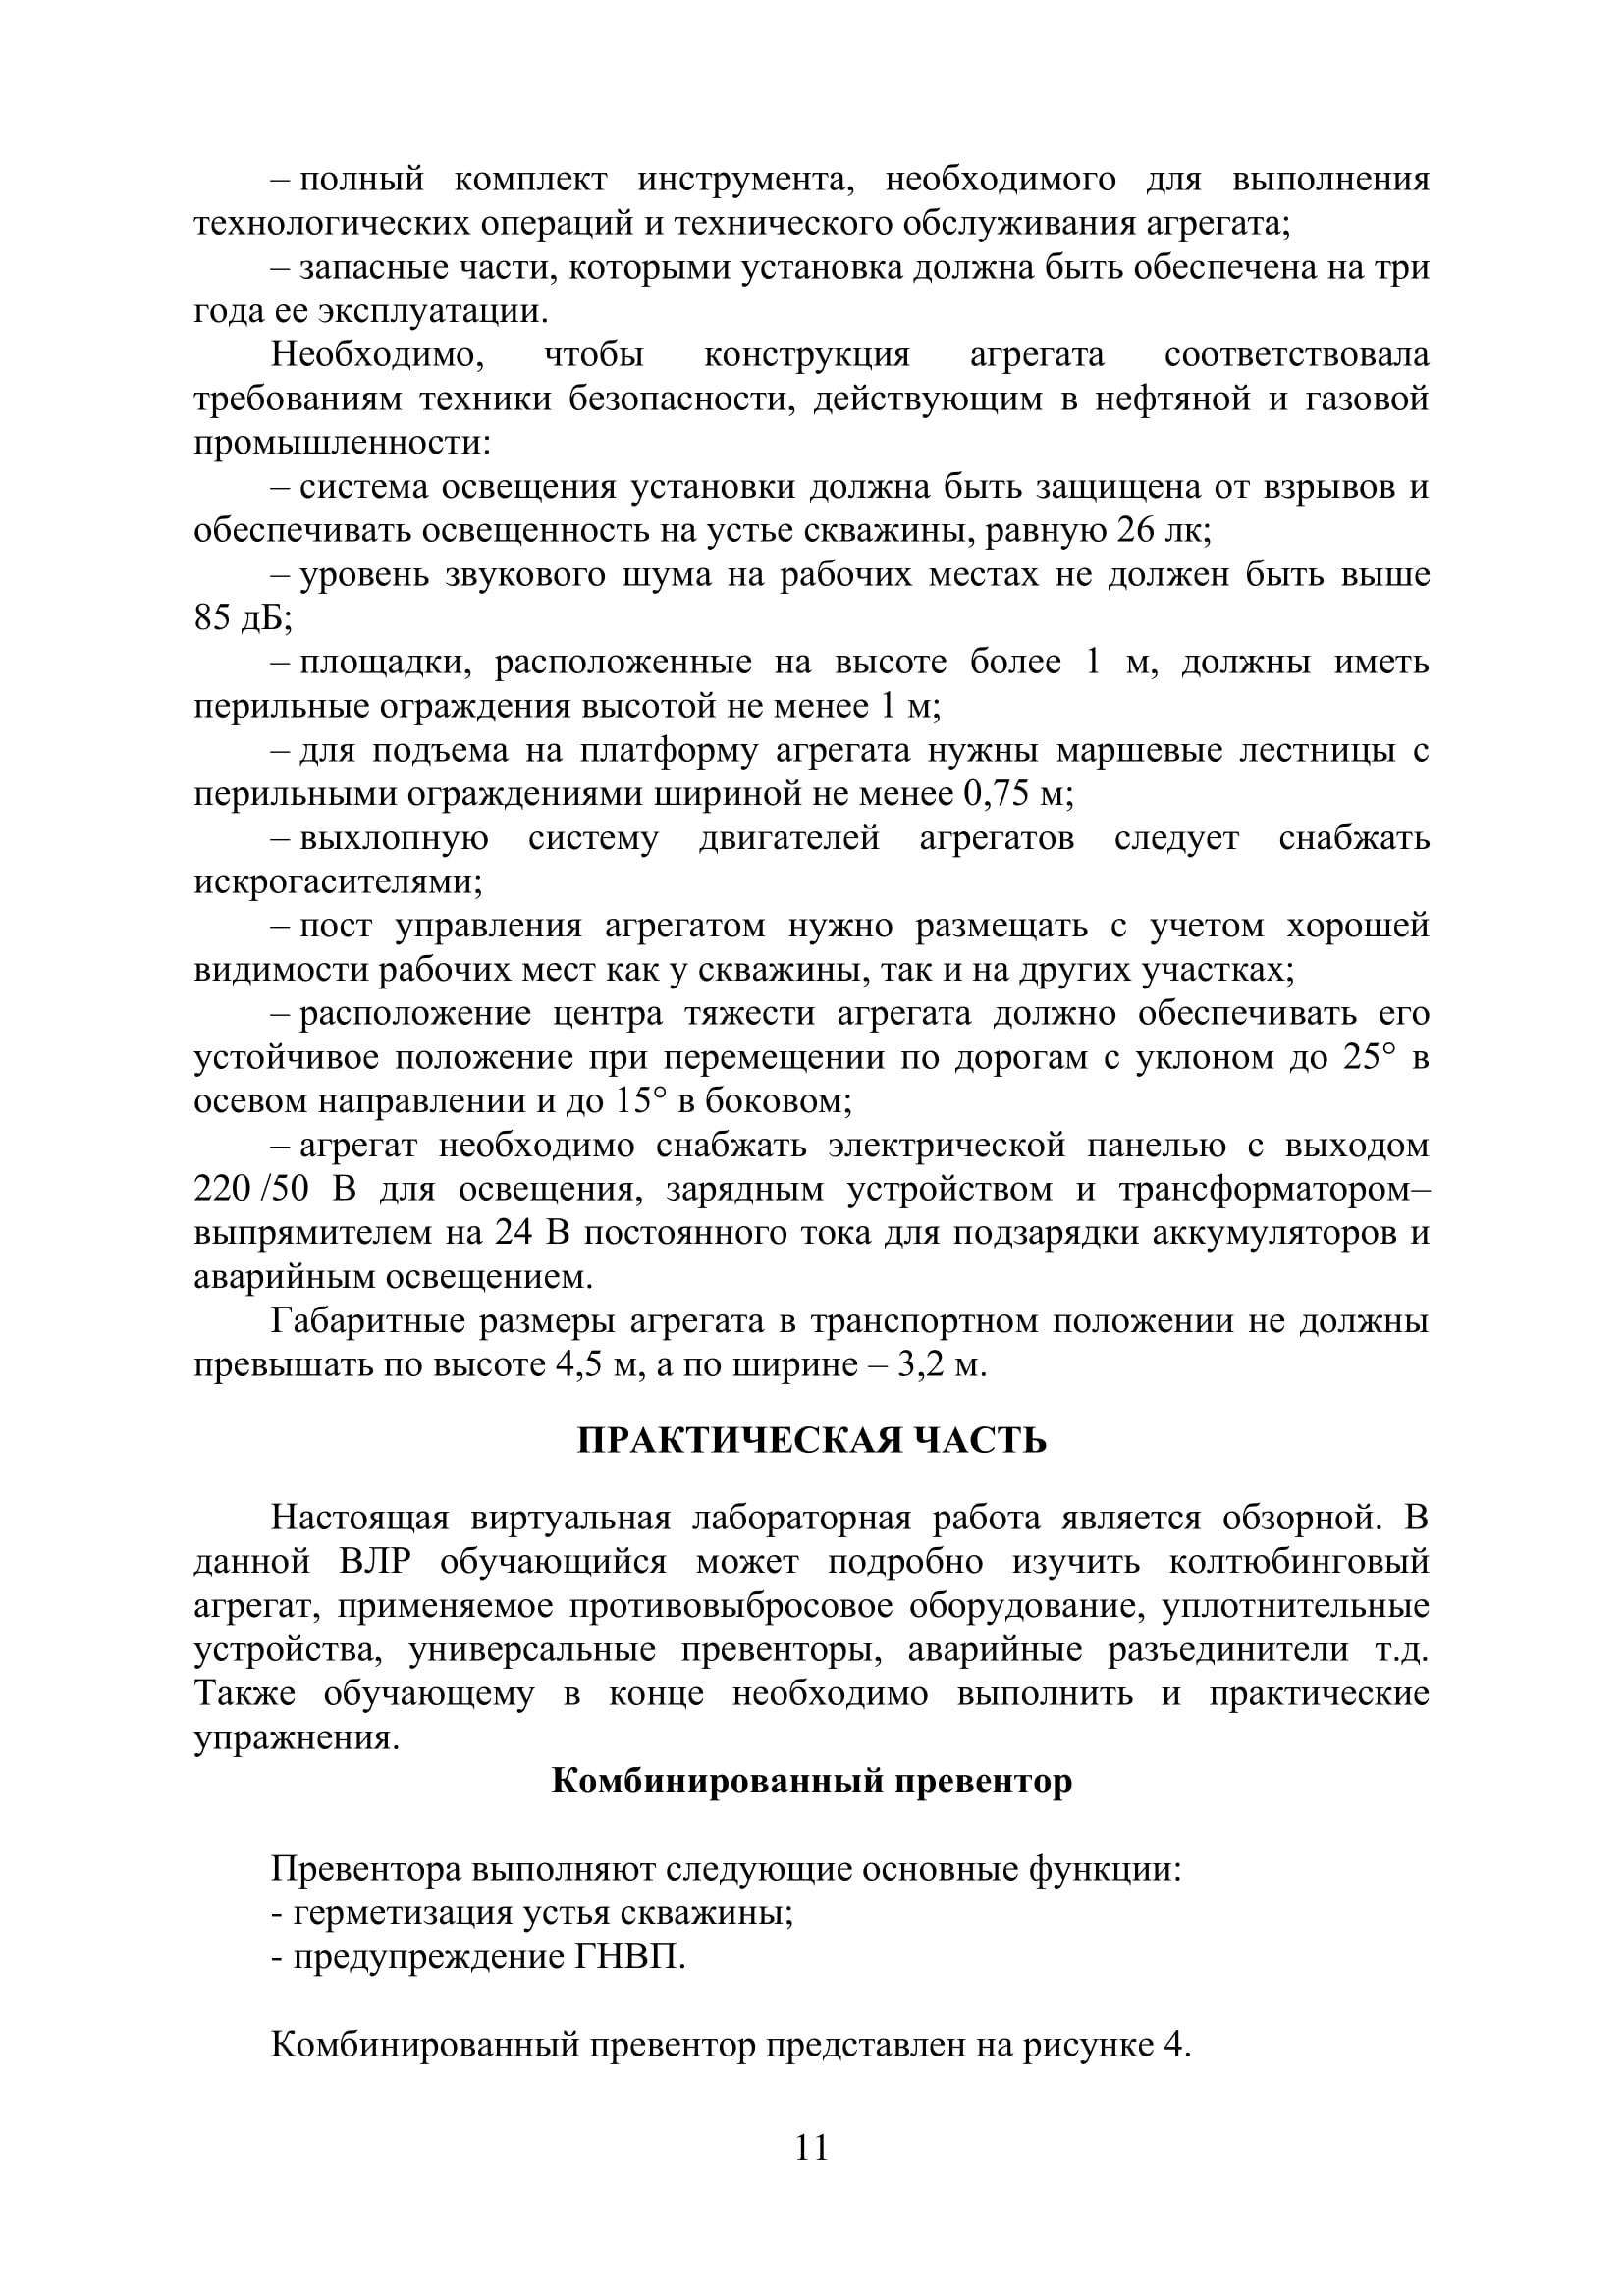 – полный комплект инструмента, необходимого для выполнения
технологических операций и технического обслуживания агрегата;
– запасные части, которыми установка должна быть обеспечена на три
года ее эксплуатации.
Необходимо, чтобы конструкция агрегата соответствовала
требованиям техники безопасности, действующим в нефтяной и газовой
промышленности:
– система освещения установки должна быть защищена от взрывов и
обеспечивать освещенность на устье скважины, равную 26 лк;
– уровень звукового шума на рабочих местах не должен быть выше
85 дБ;
– площадки, расположенные на высоте более 1 м, должны иметь
перильные ограждения высотой не менее 1 м;
– для подъема на платформу агрегата нужны маршевые лестницы с
перильными ограждениями шириной не менее 0,75 м;
– выхлопную систему двигателей агрегатов следует снабжать
искрогасителями;
– пост управления агрегатом нужно размещать с учетом хорошей
видимости рабочих мест как у скважины, так и на других участках;
– расположение центра тяжести агрегата должно обеспечивать его
устойчивое положение при перемещении по дорогам с уклоном до 25° в
осевом направлении и до 15° в боковом;
– агрегат необходимо снабжать электрической панелью с выходом
220 /50 В для освещения, зарядным устройством и трансформатором–
выпрямителем на 24 В постоянного тока для подзарядки аккумуляторов и
аварийным освещением.
Габаритные размеры агрегата в транспортном положении не должны
превышать по высоте 4,5 м, а по ширине – 3,2 м.
ПРАКТИЧЕСКАЯ ЧАСТЬ
Настоящая виртуальная лабораторная работа является обзорной. В
данной ВЛР обучающийся может подробно изучить колтюбинговый
агрегат, применяемое противовыбросовое оборудование, уплотнительные
устройства, универсальные превенторы, аварийные разъединители т.д.
Также обучающему в конце необходимо выполнить и практические
упражнения.
Комбинированный превентор
Превентора выполняют следующие основные функции:
- герметизация устья скважины;
- предупреждение ГНВП.
Комбинированный превентор представлен на рисунке 4.
11